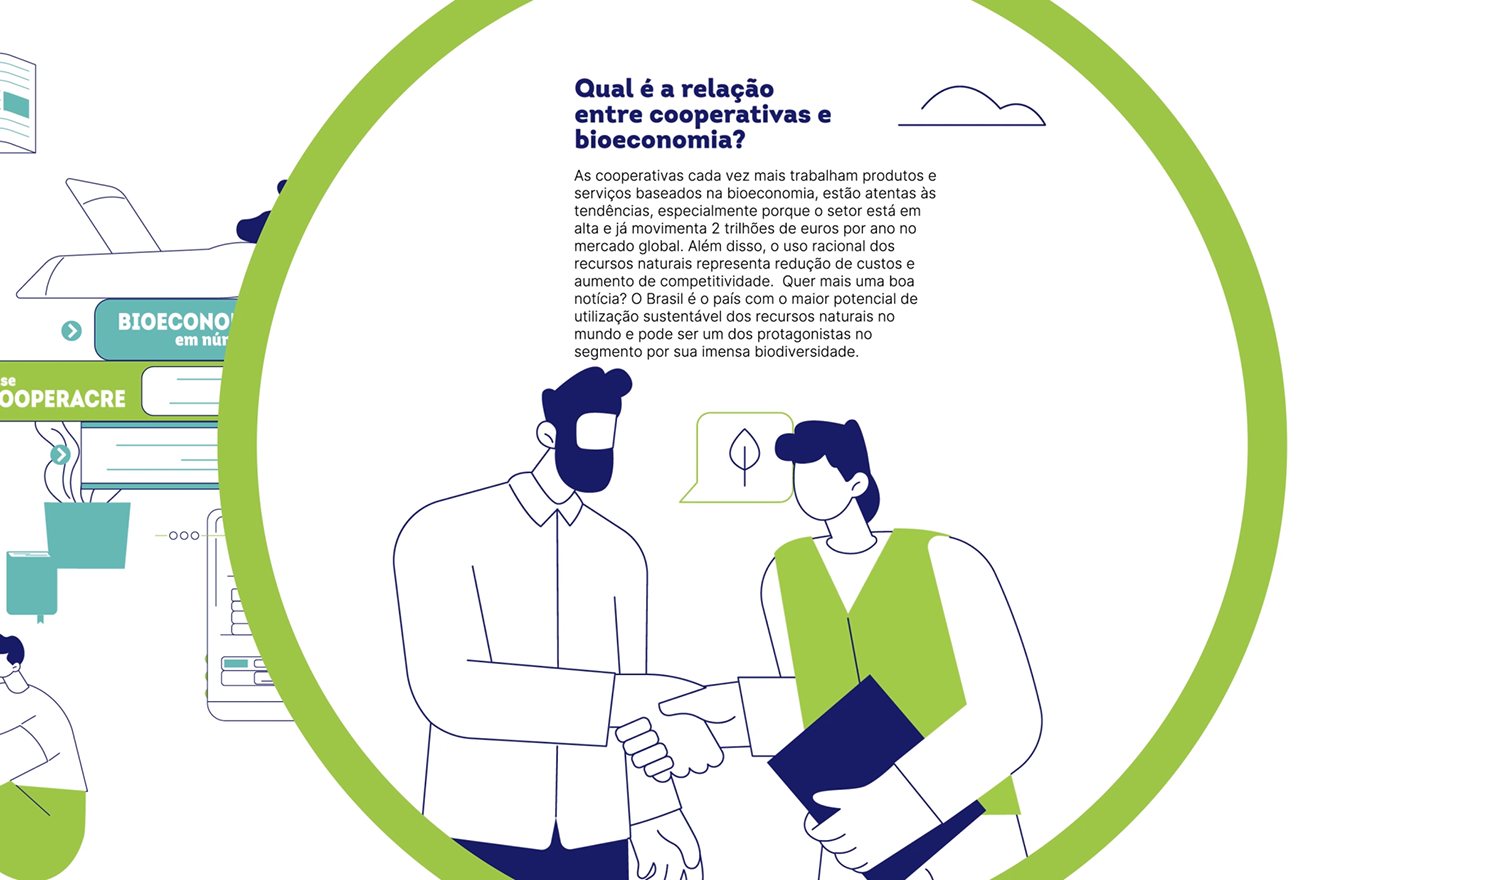 Qual é a relação
entre cooperativas e
bioeconomia?
As cooperativas cada vez mais trabalham produtos e
serviços baseados na bioeconomia, estão atentas às
tendências, especialmente porque o setor está em
alta e já movimenta 2 trilhões de euros por ano no
mercado global. Além disso, o uso racional dos
recursos naturais representa redução de custos e
aumento de competitividade.  Quer mais uma boa
notícia? O Brasil é o país com o maior potencial de
utilização sustentável dos recursos naturais no
mundo e pode ser um dos protagonistas no
segmento por sua imensa biodiversidade.
BIOECONO
em nú
se
OOPERACRE